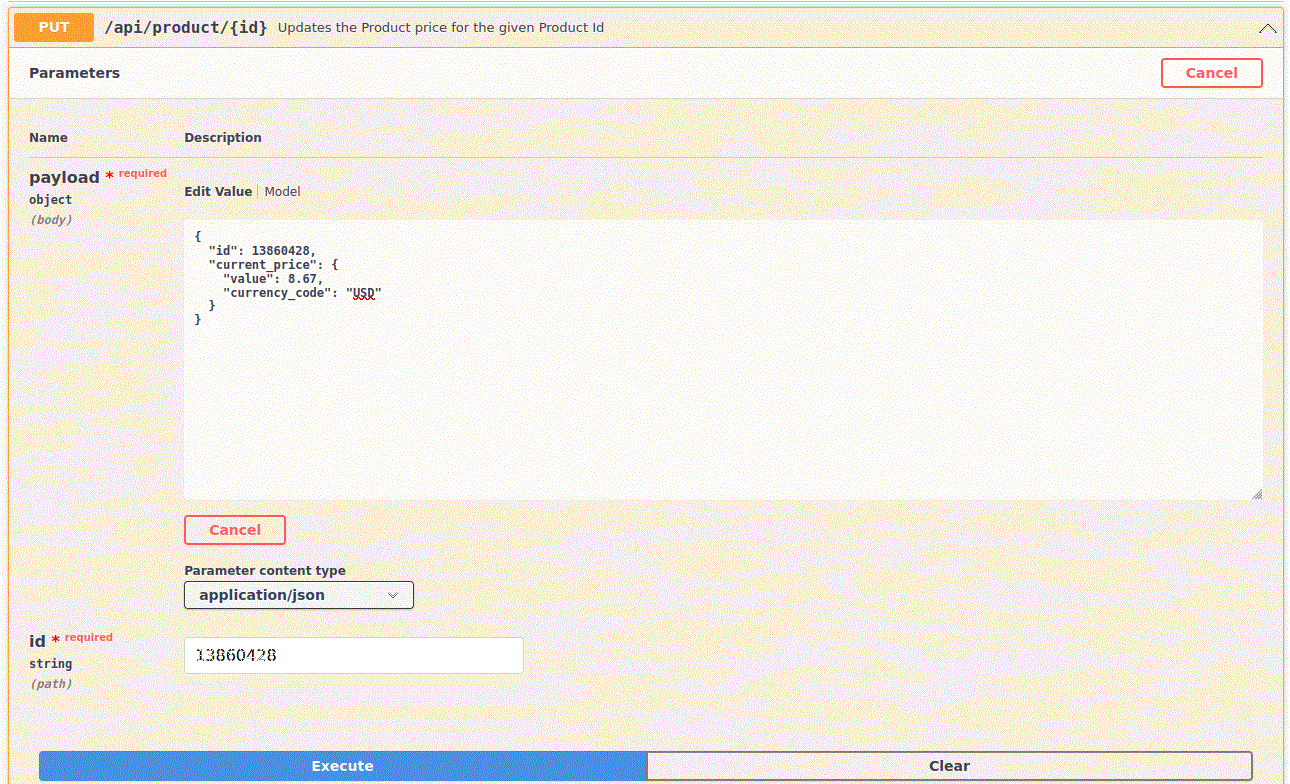 PUT /api/product/{id} Updates the Product price for the given Product Id
Parameters Cancel
Name Description
payload * required
object
(body)
Edit Value Model
{
  "id": 13860428,
  "current_price": {
    "value": 8.67,
    "currency_code": "USD"
  }
}
Cancel
Parameter content type
application/json
id * required
string
(path)
13860428
Execute Clear